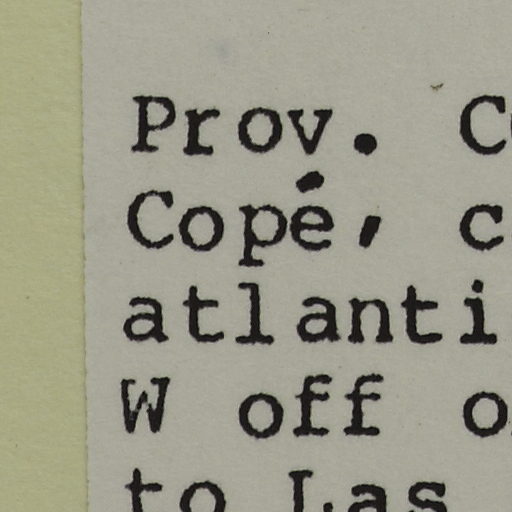 Prov. C
Copé, c
atlanti
W off o
to Las